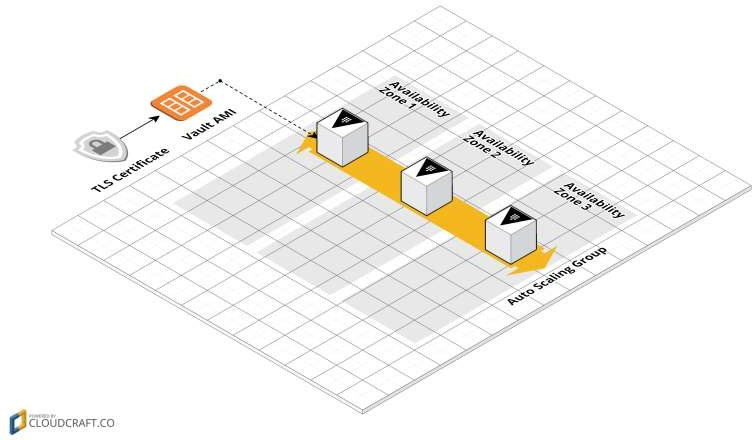 Availability
Zone 1
Availability
Zone 2
Availability
Zone 3
Vault AMI
TLS Certificate
Auto Scaling Group
POWERED BY
CLOUDCRAFT.CO